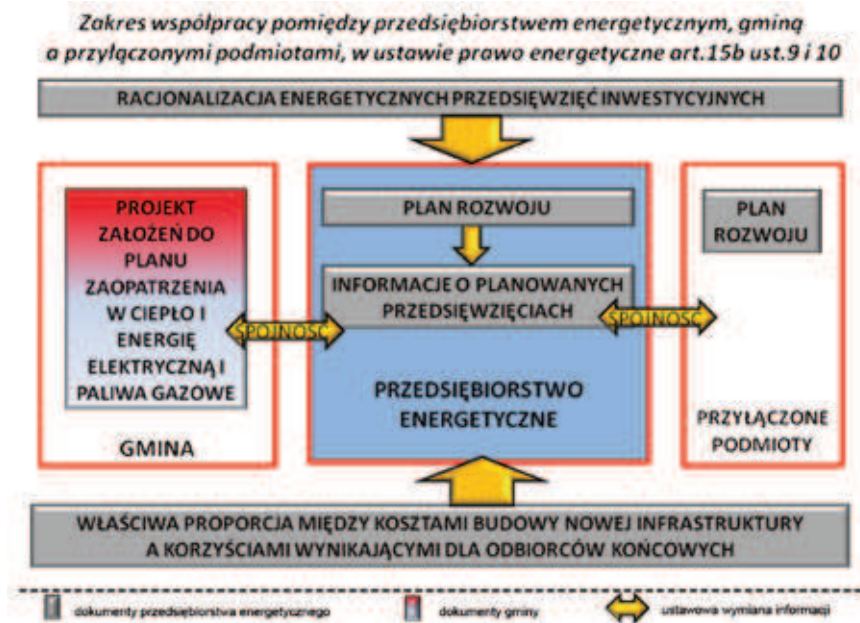 Zakres współpracy pomiędzy przedsiębiorstwem energetycznym, gminą
a przyłączonymi podmiotami, w ustawie prawo energetyczne art.15b ust.9 i 10
RACJONALIZACJA ENERGETYCZNYCH PRZEDSIĘWZIĘĆ INWESTYCYJNYCH
PROJEKT
ZAŁOŻEŃ DO
PLANU
ZAOPATRZENIA
W CIEPŁO I
ENERGIĘ
ELEKTRYCZNĄ I
PALIWA GAZOWE
GMINA
SPÓJNOŚĆ
PLAN ROZWOJU
INFORMACJE O PLANOWANYCH
PRZEDSIĘWZIĘCIACH
PRZEDSIĘBIORSTWO
ENERGETYCZNE
SPÓJNOŚĆ
PLAN
ROZWOJU
PRZYŁĄCZONE
PODMIOTY
WŁAŚCIWA PROPORCJA MIĘDZY KOSZTAMI BUDOWY NOWEJ INFRASTRUKTURY
A KORZYŚCIAMI WYNIKAJĄCYMI DLA ODBIORCÓW KOŃCOWYCH
dokumenty przedsiębiorstwa energetycznego
dokumenty gminy
ustawowa wymiana informacji